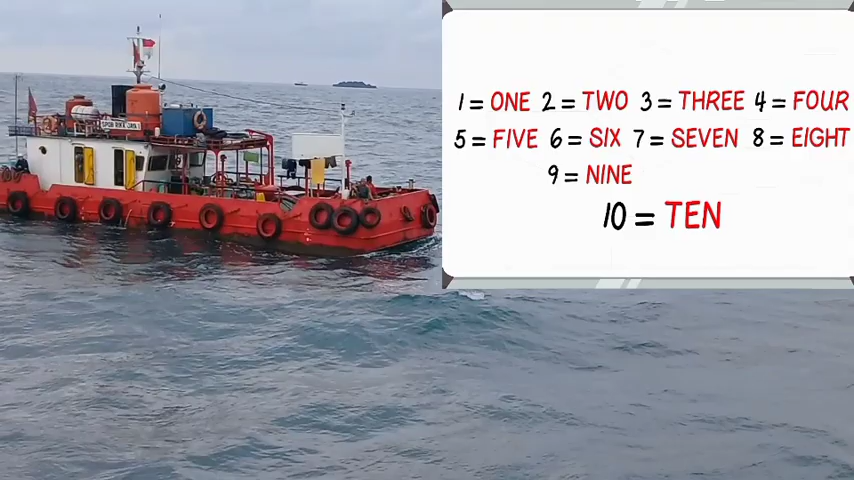 1 = ONE 2 = TWO 3 = THREE 4 = FOUR
5 = FIVE 6 = SIX 7 = SEVEN 8 = EIGHT
9 = NINE
10 = TEN